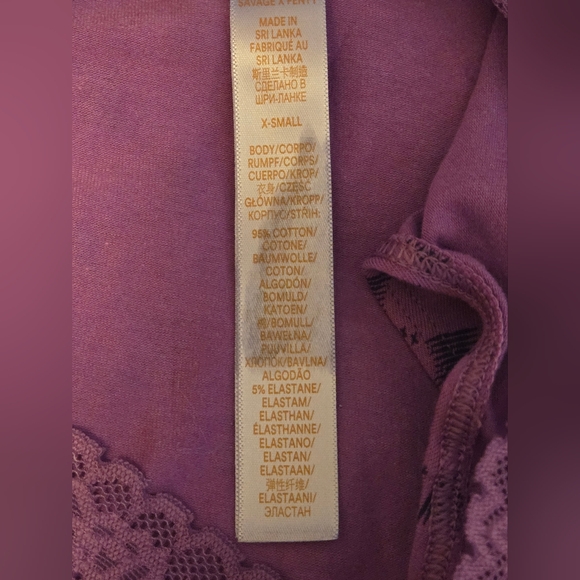 SAVAGE X FENTY
MADE IN
SRI LANKA
FABRIQUÉ AU
SRI LANKA
斯里兰卡制造
СДЕЛАНО В
ШРИ-ЛАНКЕ
X-SMALL
BODY/CORPO/
RUMPF/CORPS/
CUERPO/KROP/
衣身/CZĘŚĆ
GŁÓWNA/KROPP/
КОРПУС/STŘIH:
95% COTTON/
COTONE/
BAUMWOLLE/
COTON/
ALGODÓN/
BOMULD/
KATOEN/
棉/BOMULL/
BAWEŁNA/
PUUVILLA/
ХЛОПОК/BAVLNA/
ALGODÃO
5% ELASTANE/
ELASTAM/
ELASTHAN/
ÉLASTHANNE/
ELASTANO/
ELASTAN/
ELASTAAN/
弹性纤维/
ELASTAANI/
ЭЛАСТАН